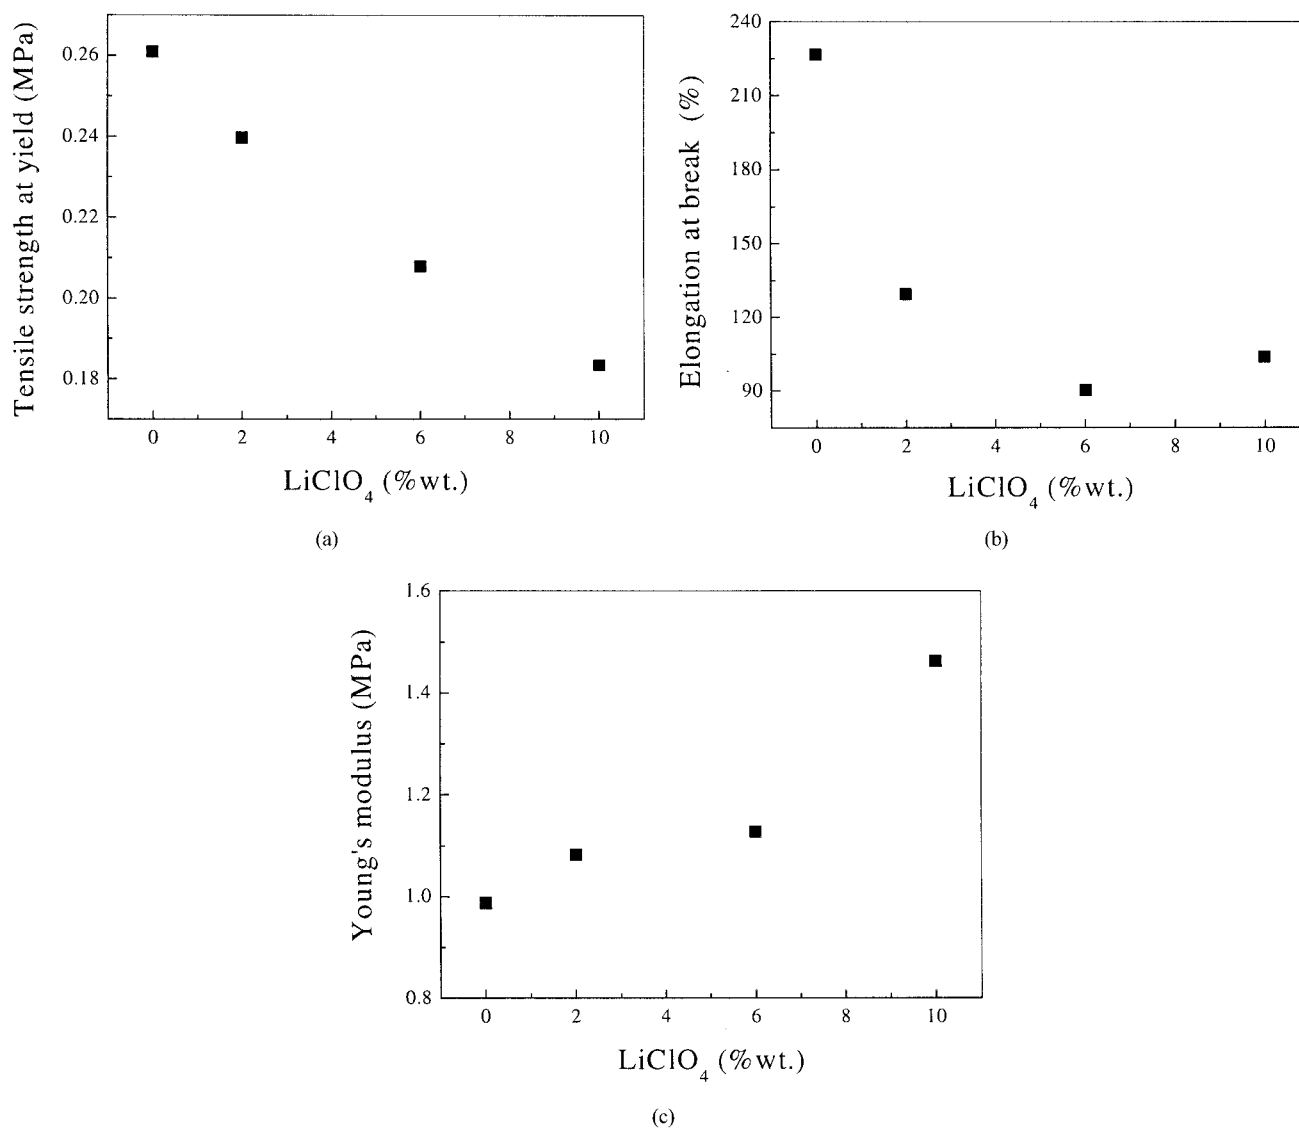 Tensile strength at yield (MPa)
0.26
0.24
0.22
0.20
0.18
0 2 4 6 8 10
LiClO4 (%wt.)
(a)
Elongation at break (%)
240
210
180
150
120
90
0 2 4 6 8 10
LiClO4 (%wt.)
(b)
Young's modulus (MPa)
1.6
1.4
1.2
1.0
0.8
0 2 4 6 8 10
LiClO4 (%wt.)
(c)